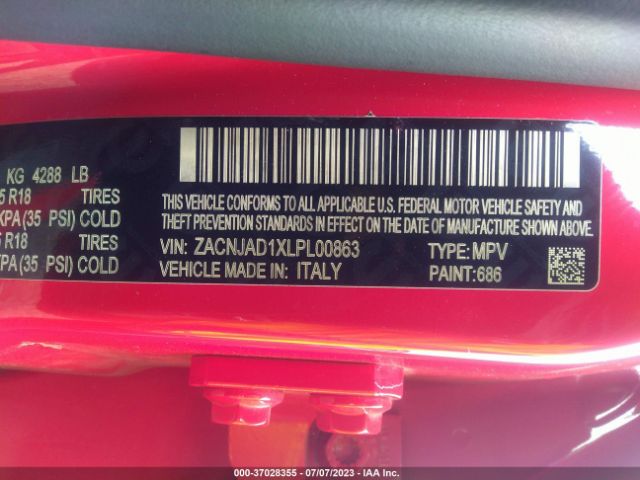 KG 4288 LB
5 R18 TIRES
KPA (35 PSI) COLD
R18 TIRES
KPA (35 PSI) COLD
THIS VEHICLE CONFORMS TO ALL APPLICABLE U.S. FEDERAL MOTOR VEHICLE SAFETY AND
THEFT PREVENTION STANDARDS IN EFFECT ON THE DATE OF MANUFACTURE SHOWN ABOVE.
VIN: ZACNJAD1XLPL00863 TYPE: MPV
VEHICLE MADE IN: ITALY PAINT: 686
000-37028355 - 07/07/2023 - IAA Inc.